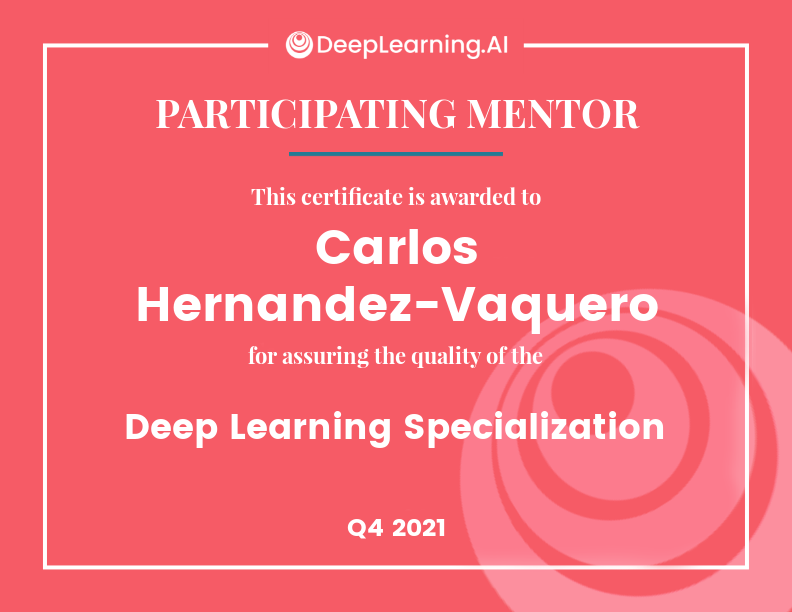 DeepLearning.AI
PARTICIPATING MENTOR
This certificate is awarded to
Carlos
Hernandez-Vaquero
for assuring the quality of the
Deep Learning Specialization
Q4 2021